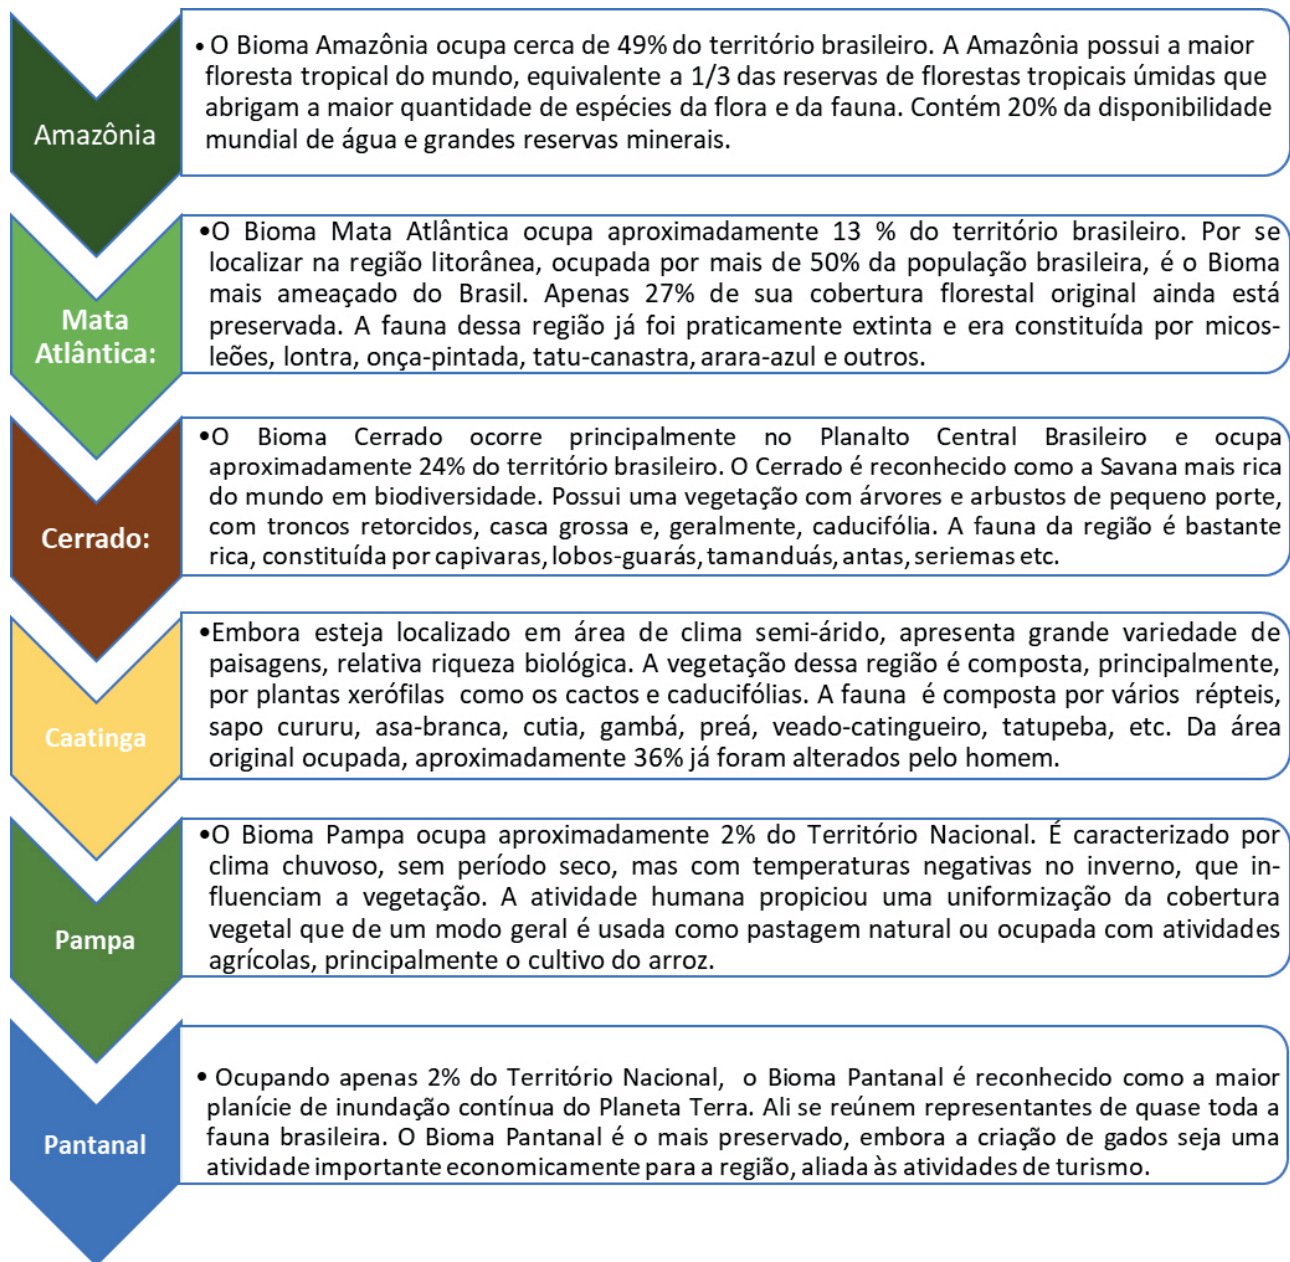 Amazônia
• O Bioma Amazônia ocupa cerca de 49% do território brasileiro. A Amazônia possui a maior
floresta tropical do mundo, equivalente a 1/3 das reservas de florestas tropicais úmidas que
abrigam a maior quantidade de espécies da flora e da fauna. Contém 20% da disponibilidade
mundial de água e grandes reservas minerais.
Mata
Atlântica:
•O Bioma Mata Atlântica ocupa aproximadamente 13 % do território brasileiro. Por se
localizar na região litorânea, ocupada por mais de 50% da população brasileira, é o Bioma
mais ameaçado do Brasil. Apenas 27% de sua cobertura florestal original ainda está
preservada. A fauna dessa região já foi praticamente extinta e era constituída por micos-
leões, lontra, onça-pintada, tatu-canastra, arara-azul e outros.
Cerrado:
•O Bioma Cerrado ocorre principalmente no Planalto Central Brasileiro e ocupa
aproximadamente 24% do território brasileiro. O Cerrado é reconhecido como a Savana mais rica
do mundo em biodiversidade. Possui uma vegetação com árvores e arbustos de pequeno porte,
com troncos retorcidos, casca grossa e, geralmente, caducifólia. A fauna da região é bastante
rica, constituída por capivaras, lobos-guarás, tamanduás, antas, seriemas etc.
Caatinga
•Embora esteja localizado em área de clima semi-árido, apresenta grande variedade de
paisagens, relativa riqueza biológica. A vegetação dessa região é composta, principalmente,
por plantas xerófilas como os cactos e caducifólias. A fauna é composta por vários répteis,
sapo cururu, asa-branca, cutia, gambá, preá, veado-catingueiro, tatupeba, etc. Da área
original ocupada, aproximadamente 36% já foram alterados pelo homem.
Pampa
•O Bioma Pampa ocupa aproximadamente 2% do Território Nacional. É caracterizado por
clima chuvoso, sem período seco, mas com temperaturas negativas no inverno, que in-
fluenciam a vegetação. A atividade humana propiciou uma uniformização da cobertura
vegetal que de um modo geral é usada como pastagem natural ou ocupada com atividades
agrícolas, principalmente o cultivo do arroz.
Pantanal
• Ocupando apenas 2% do Território Nacional, o Bioma Pantanal é reconhecido como a maior
planície de inundação contínua do Planeta Terra. Ali se reúnem representantes de quase toda a
fauna brasileira. O Bioma Pantanal é o mais preservado, embora a criação de gados seja uma
atividade importante economicamente para a região, aliada às atividades de turismo.